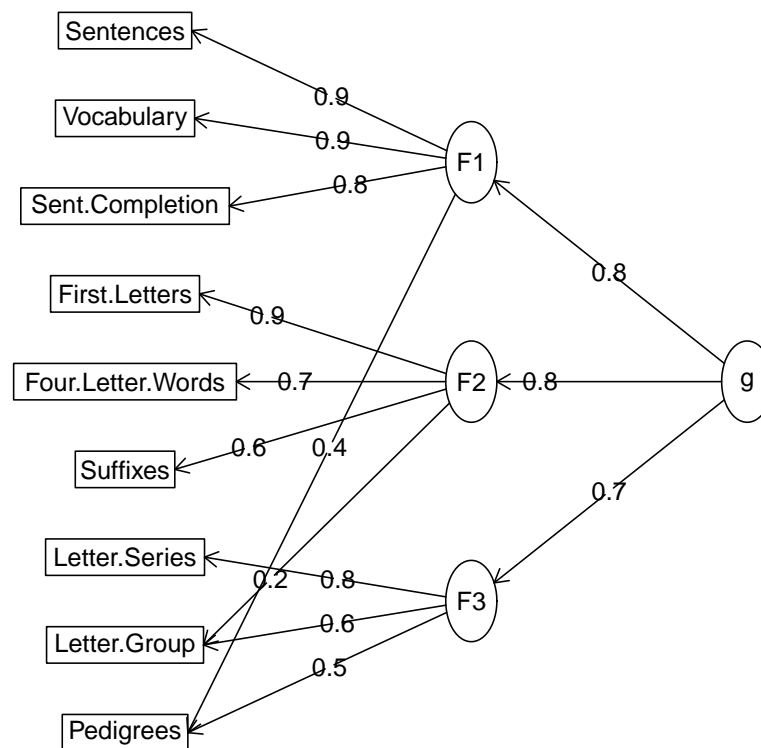 Sentences
0.9
Vocabulary
0.9
F1
Sent.Completion
0.8
0.8
First.Letters
0.9
Four.Letter.Words
0.7
F2
0.8
g
Suffixes
0.6
0.4
0.7
Letter.Series
0.2
0.8
F3
Letter.Group
0.6
0.5
Pedigrees